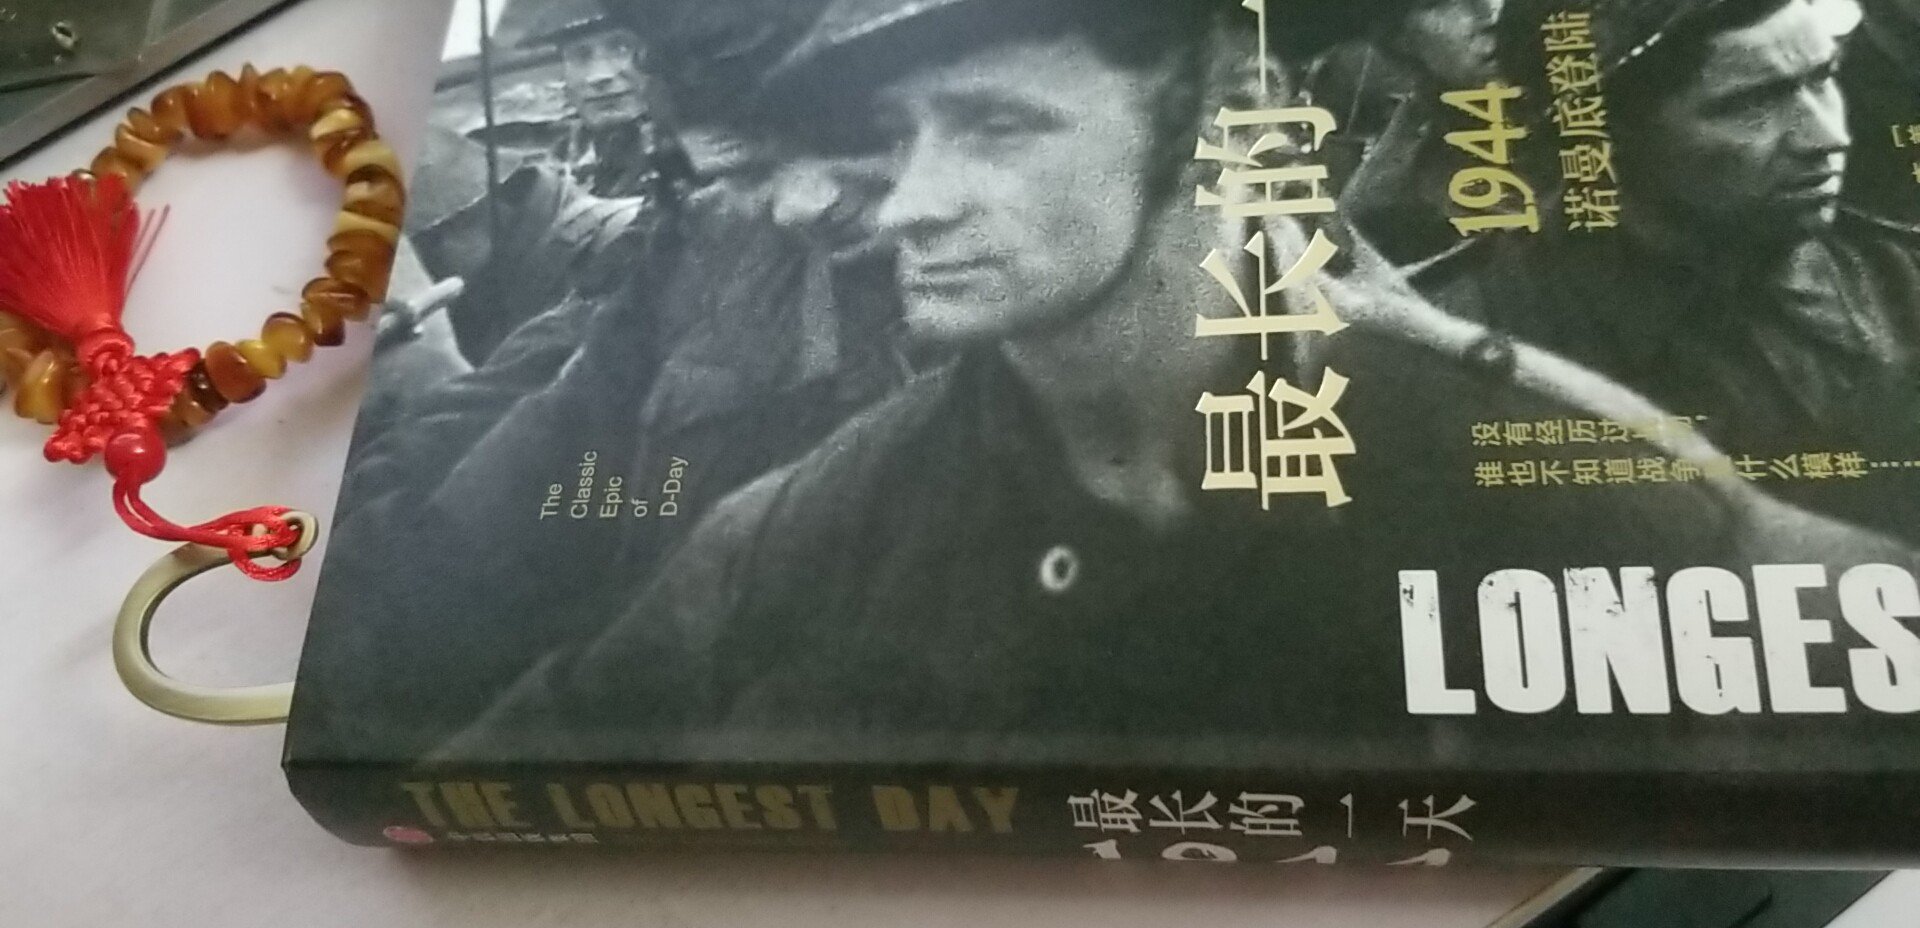 最长的一
1944
诺曼底登陆
没有经历过
谁也不知道战争是什么模样……
The
Classic
Epic
of
D-Day
LONGES
THE LONGEST DAY
最长的一天